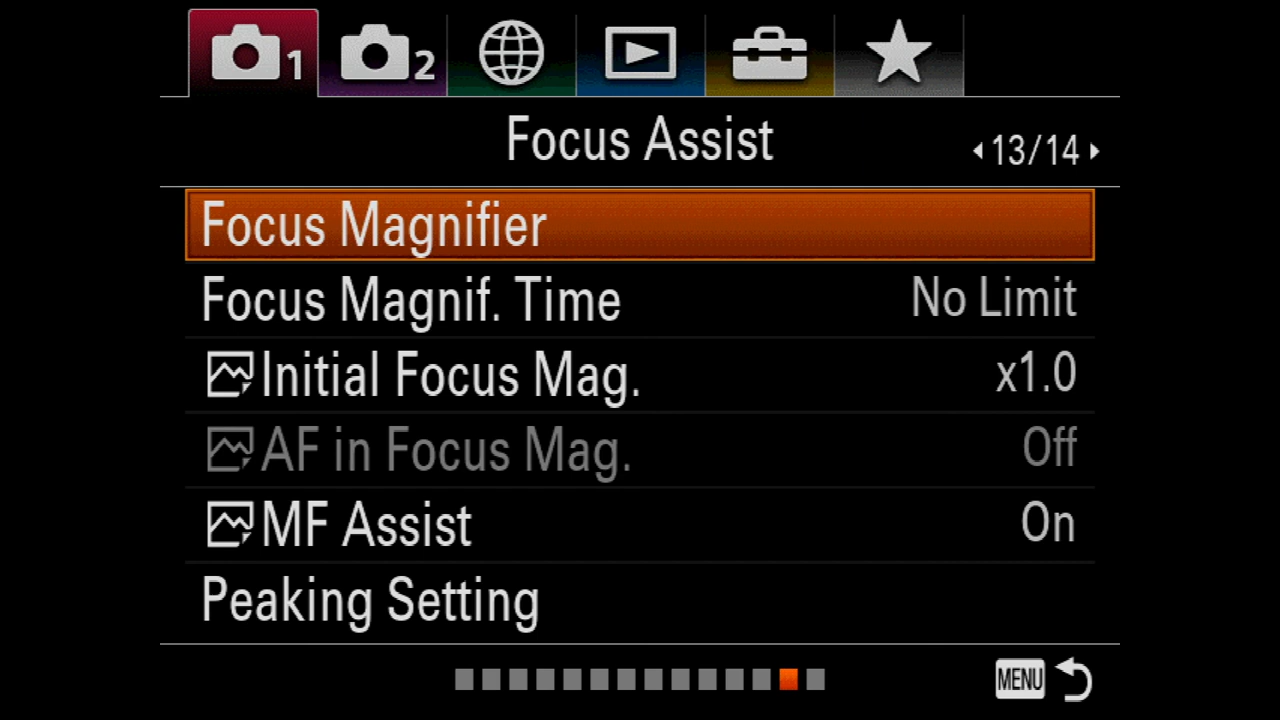 1 2
Focus Assist
13/14
Focus Magnifier
Focus Magnif. Time No Limit
Initial Focus Mag. x1.0
AF in Focus Mag. Off
MF Assist On
Peaking Setting
MENU